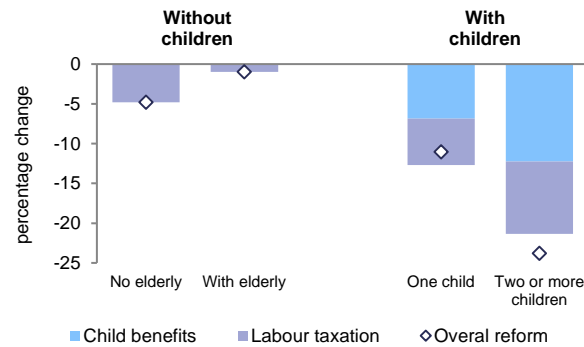 Without
children
With
children
percentage change
0
-5
-10
-15
-20
-25
No elderly
With elderly
One child
Two or more
children
Child benefits
Labour taxation
Overal reform